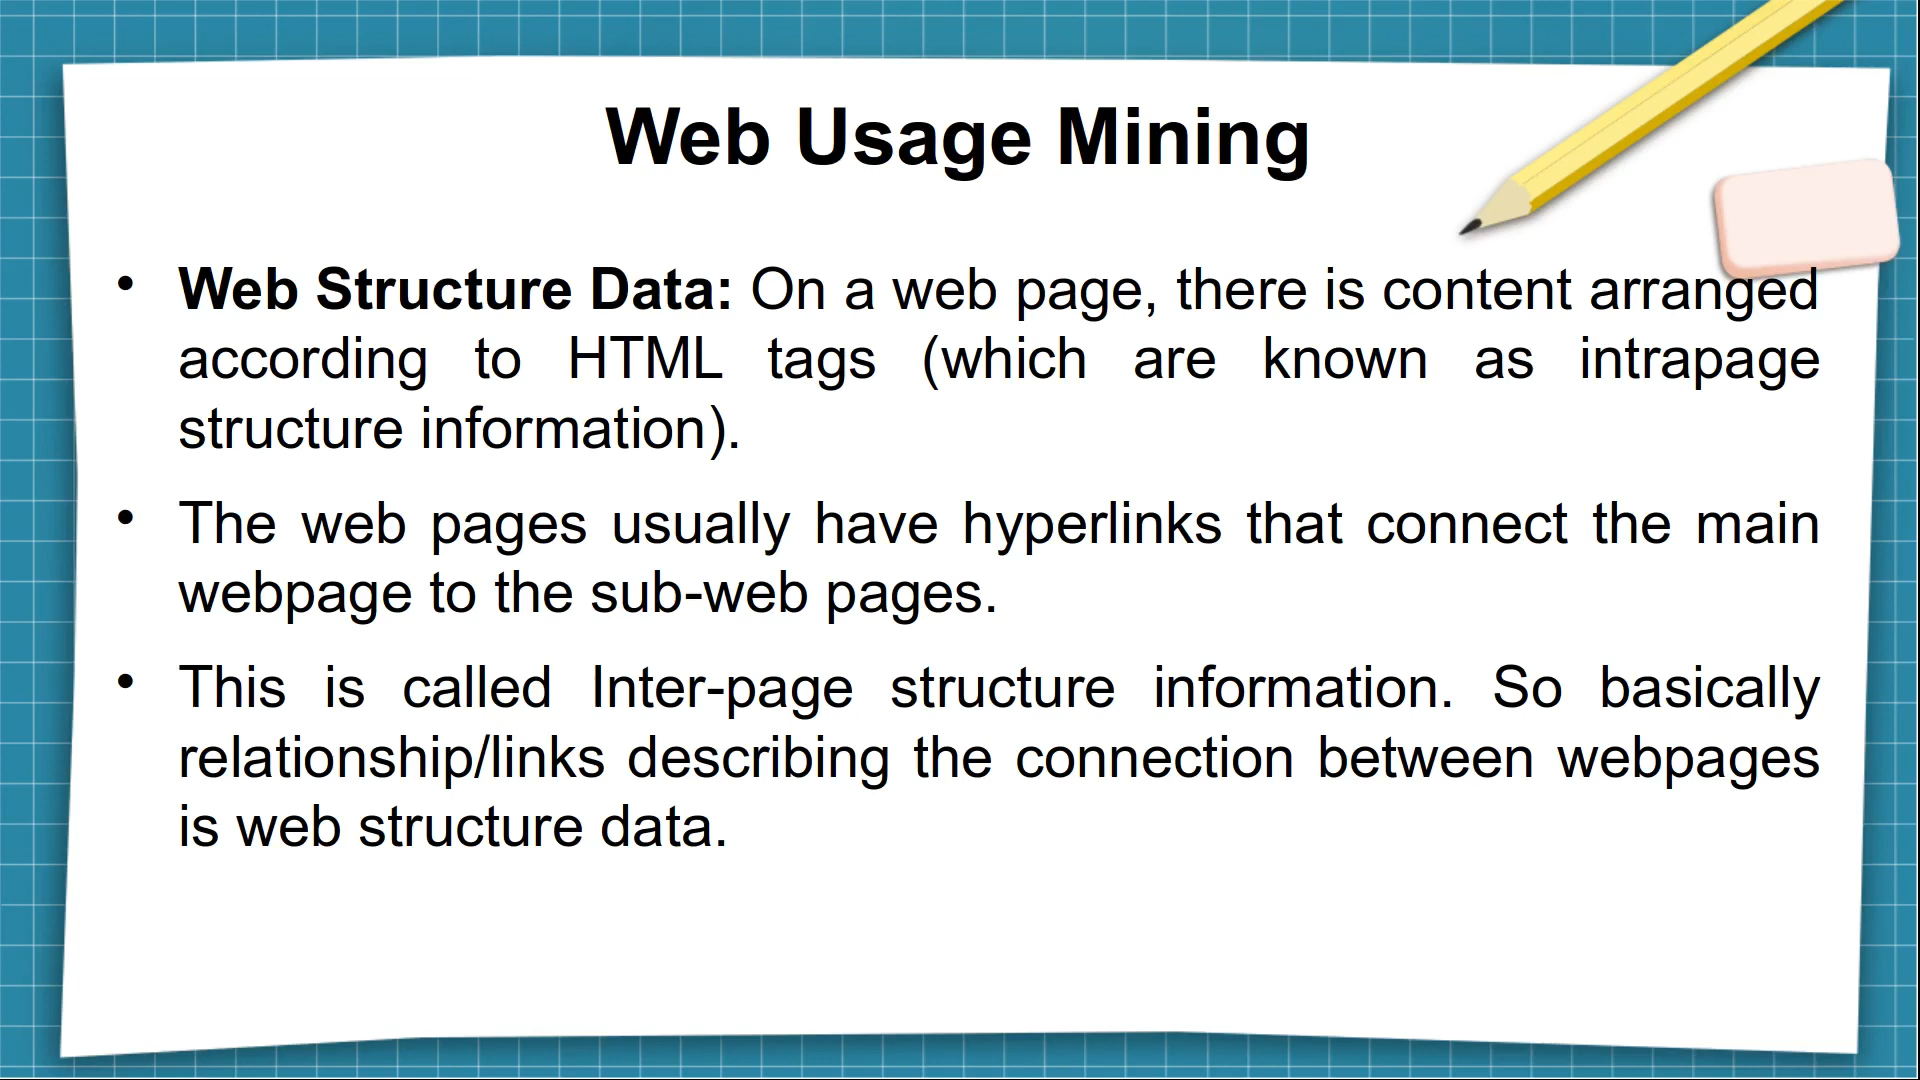 Web Usage Mining
• Web Structure Data: On a web page, there is content arranged
according to HTML tags (which are known as intrapage
structure information).
• The web pages usually have hyperlinks that connect the main
webpage to the sub-web pages.
• This is called Inter-page structure information. So basically
relationship/links describing the connection between webpages
is web structure data.